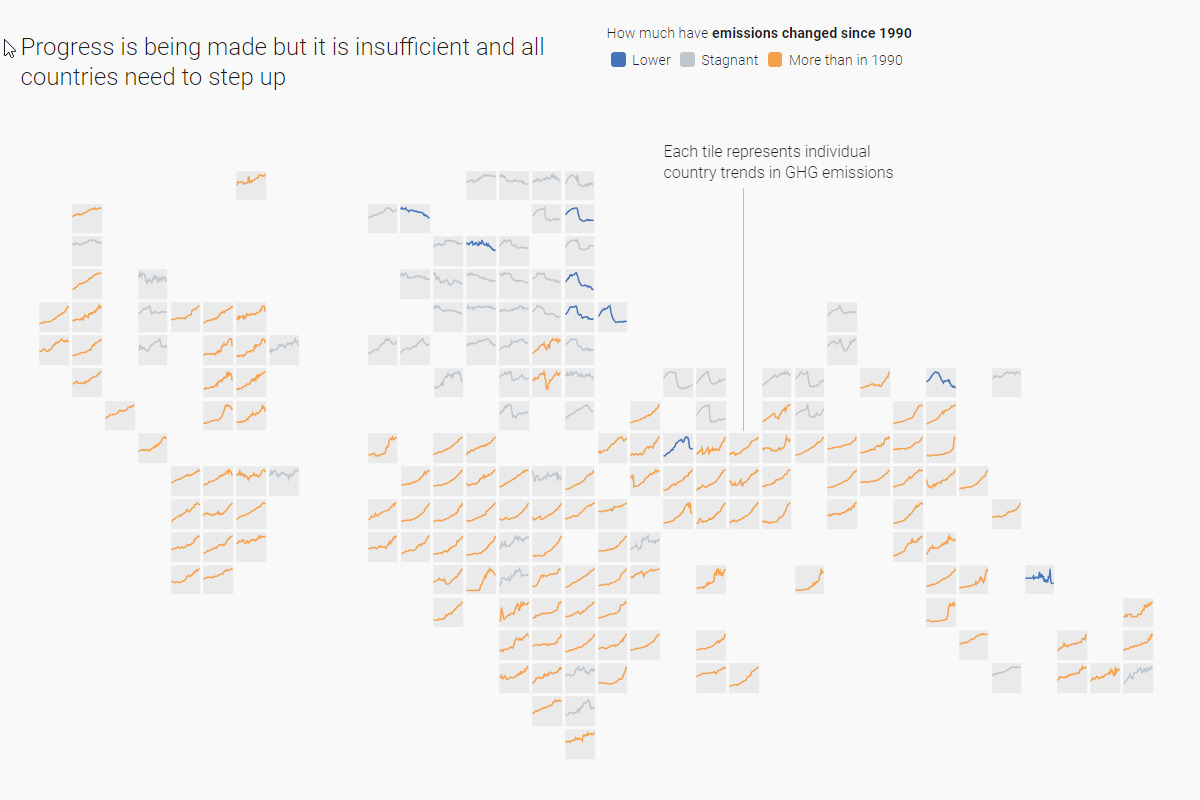 Progress is being made but it is insufficient and all
countries need to step up
How much have emissions changed since 1990
Lower Stagnant More than in 1990
Each tile represents individual
country trends in GHG emissions